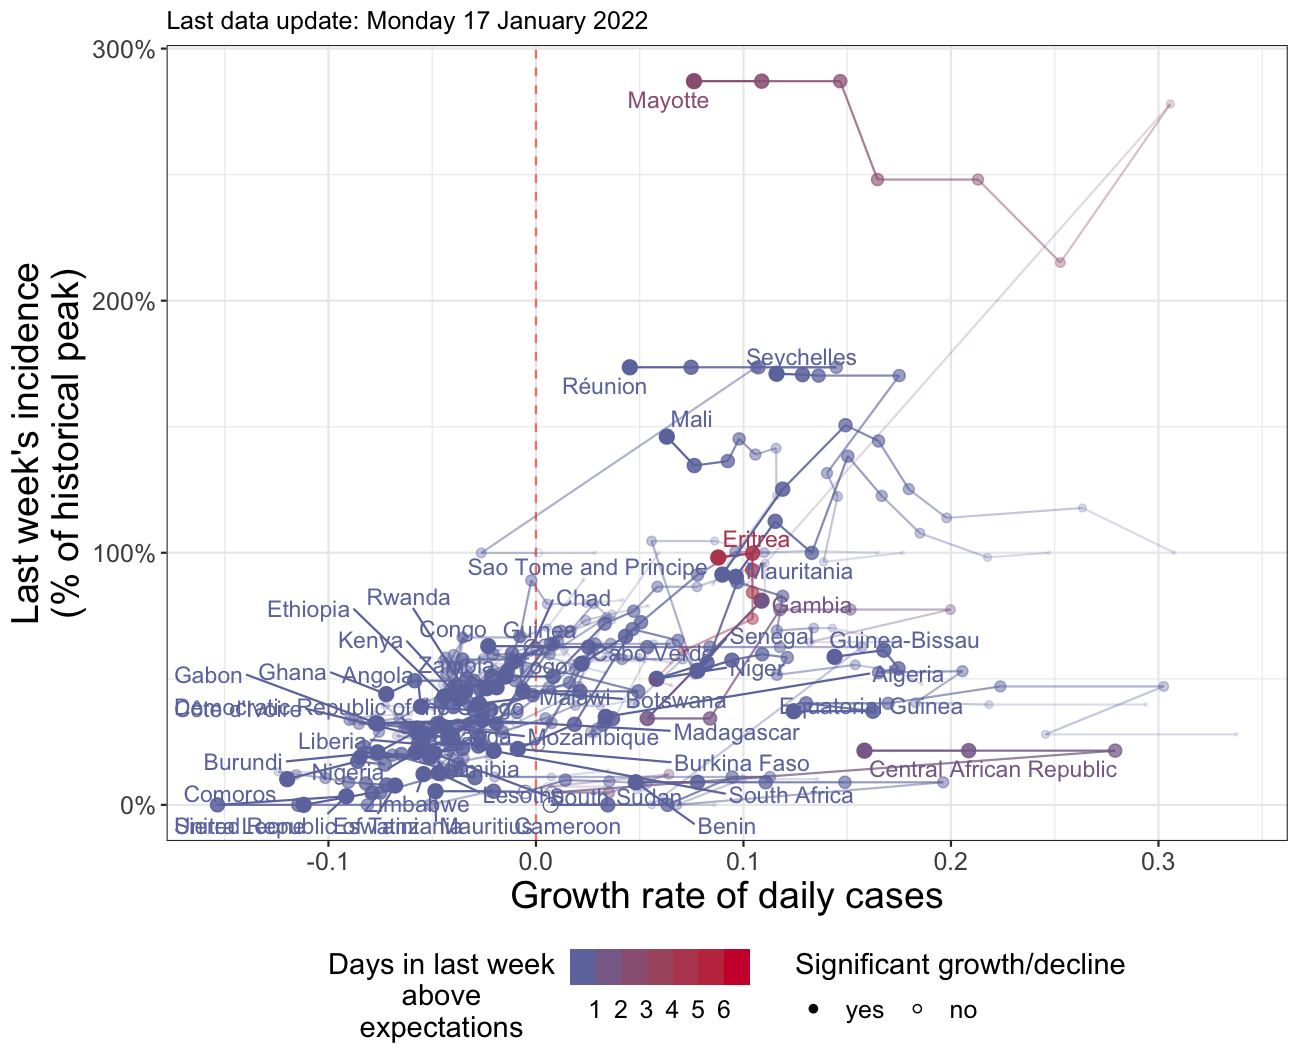 Last data update: Monday 17 January 2022
300%
Mayotte
Last week's incidence
(% of historical peak)
200%
Seychelles
Réunion
Mali
100%
Eritrea
Sao Tome and Principe
Mauritania
Rwanda
Chad
Ethiopia
Gambia
Congo
Guinea
Kenya
Senegal
Guinea-Bissau
Cabo Verde
Zambia
Togo
Niger
Gabon
Ghana
Angola
Algeria
Malawi
Botswana
Democratic Republic of the Congo
Côte d'Ivoire
Equatorial Guinea
Liberia
Mozambique
Madagascar
Burundi
Burkina Faso
Nigeria
Namibia
Central African Republic
Comoros
Zimbabwe
Lesotho
South Sudan
South Africa
0%
Eswatini
Mauritius
Cameroon
Benin
-0.1
0.0
0.1
0.2
0.3
Growth rate of daily cases
Days in last week
above
expectations
1 2 3 4 5 6
Significant growth/decline
yes
no